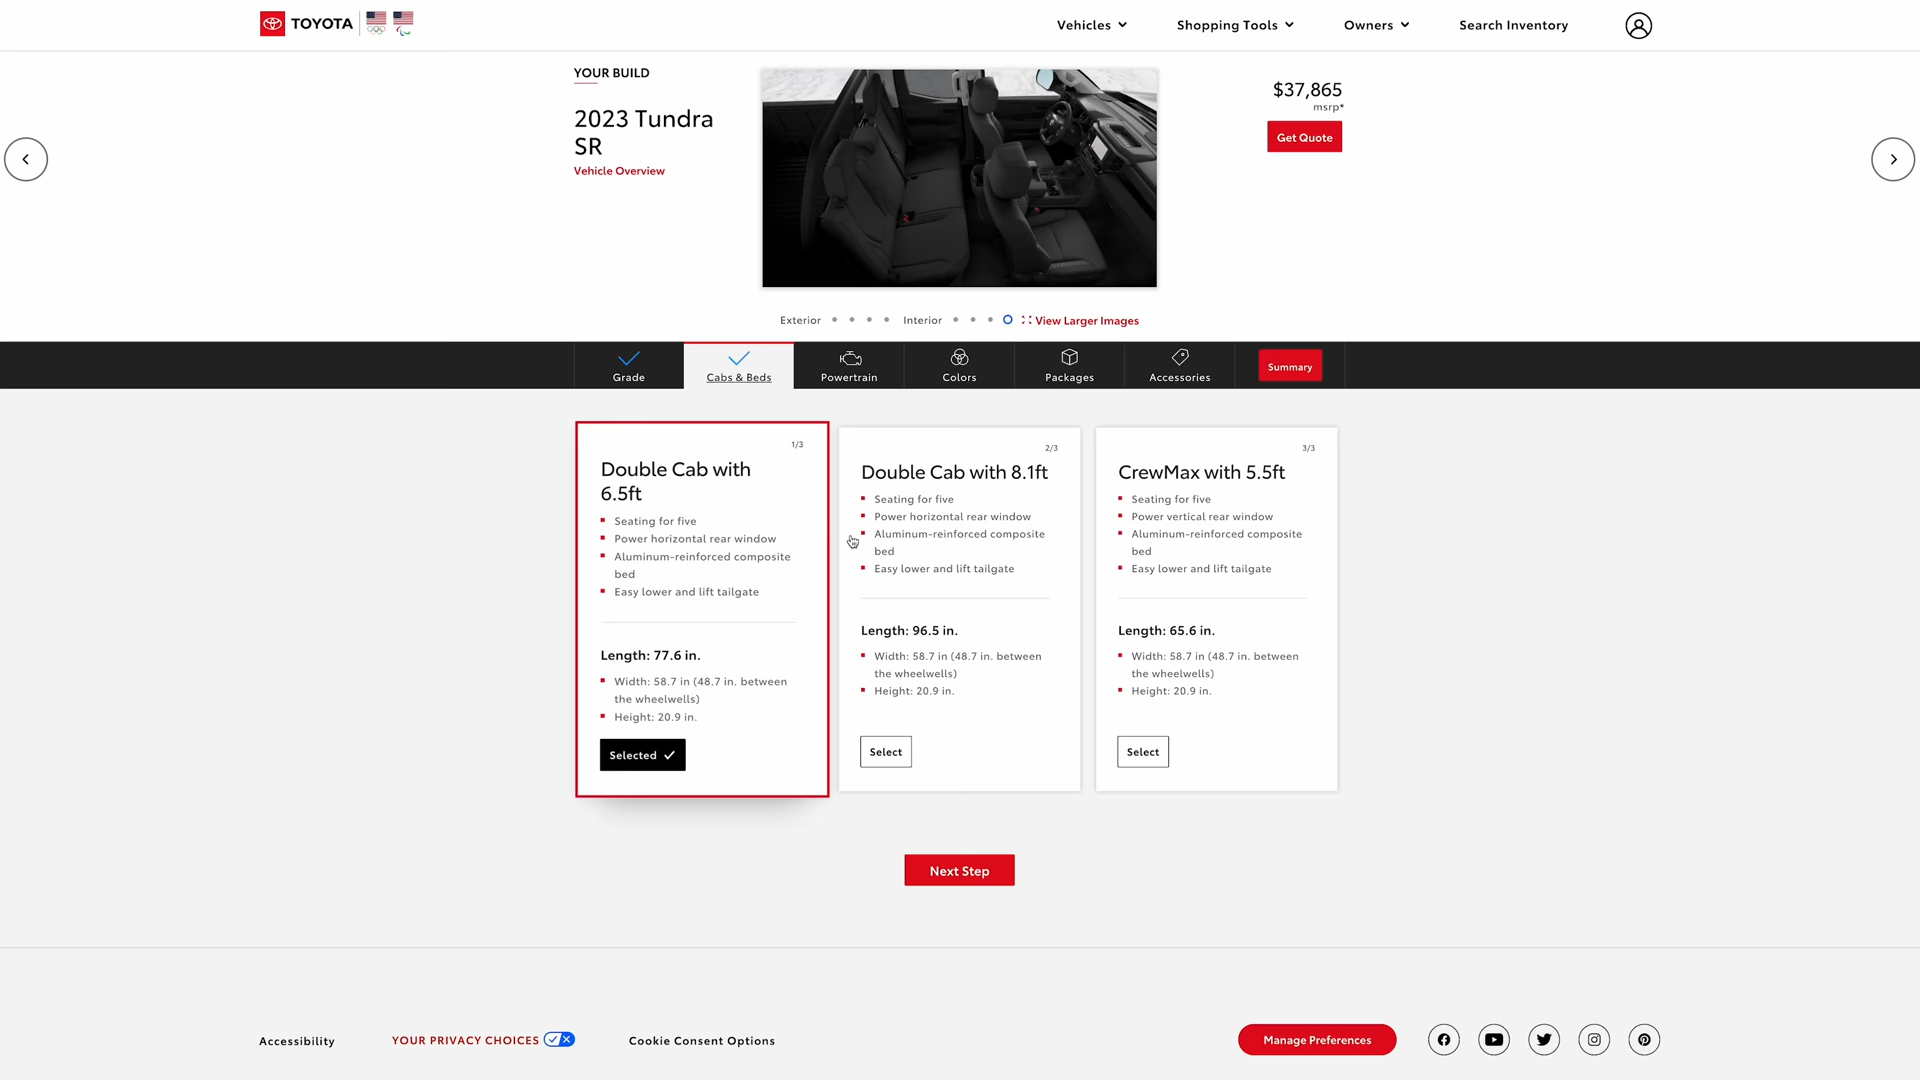 TOYOTA
Vehicles
Shopping Tools
Owners
Search Inventory
YOUR BUILD
2023 Tundra
SR
Vehicle Overview
$37,865
msrp*
Get Quote
Exterior
Interior
View Larger Images
Grade
Cabs & Beds
Powertrain
Colors
Packages
Accessories
Summary
1/3
Double Cab with
6.5ft
Seating for five
Power horizontal rear window
Aluminum-reinforced composite
bed
Easy lower and lift tailgate
Length: 77.6 in.
Width: 58.7 in (48.7 in. between
the wheelwells)
Height: 20.9 in.
Selected
2/3
Double Cab with 8.1ft
Seating for five
Power horizontal rear window
Aluminum-reinforced composite
bed
Easy lower and lift tailgate
Length: 96.5 in.
Width: 58.7 in (48.7 in. between
the wheelwells)
Height: 20.9 in.
Select
3/3
CrewMax with 5.5ft
Seating for five
Power vertical rear window
Aluminum-reinforced composite
bed
Easy lower and lift tailgate
Length: 65.6 in.
Width: 58.7 in (48.7 in. between
the wheelwells)
Height: 20.9 in.
Select
Next Step
Accessibility
YOUR PRIVACY CHOICES
Cookie Consent Options
Manage Preferences